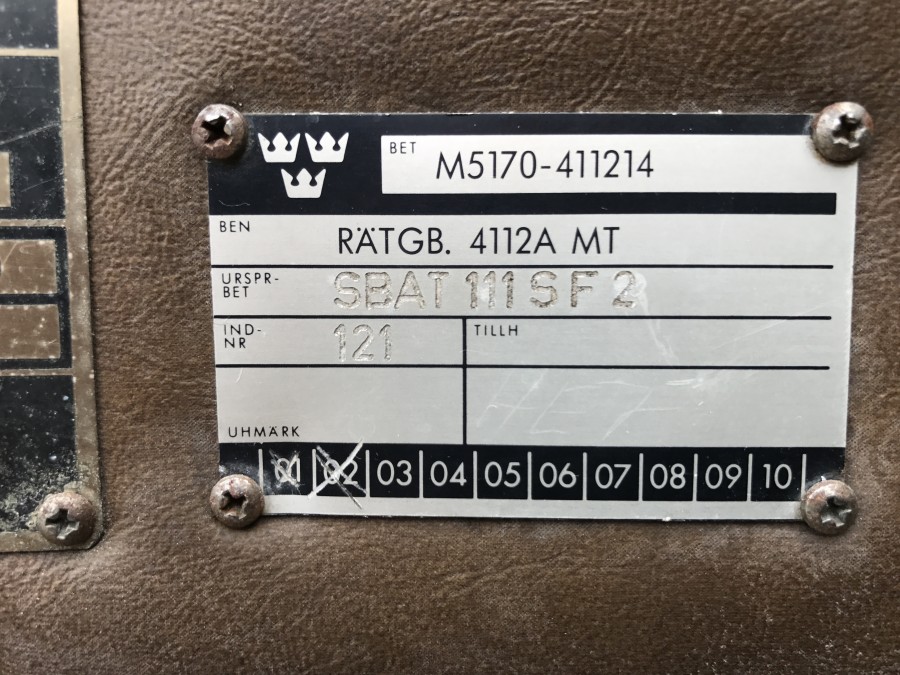 BET M5170-411214
BEN RÄTGB. 4112A MT
URSPR-
BET SBAT 111 S F 2
IND-
NR 121 TILLH
UHMÄRK
01 02 03 04 05 06 07 08 09 10